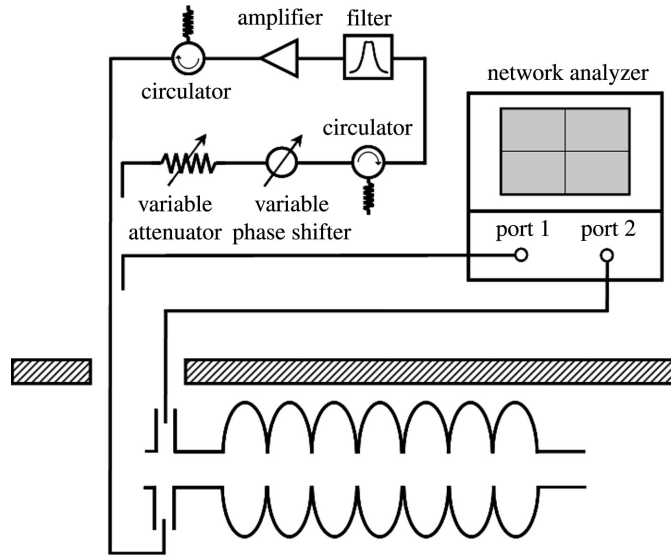 amplifier
filter
network analyzer
circulator
circulator
variable
attenuator
variable
phase shifter
port 1
port 2